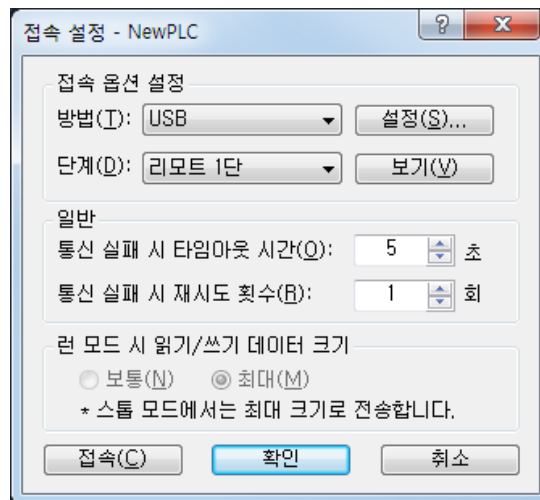 접속 설정 - NewPLC
접속 옵션 설정
방법(T): USB 설정(S)...
단계(D): 리모트 1단 보기(V)
일반
통신 실패 시 타임아웃 시간(O): 5 초
통신 실패 시 재시도 횟수(R): 1 회
런 모드 시 읽기/쓰기 데이터 크기
보통(N) 최대(M)
* 스톱 모드에서는 최대 크기로 전송합니다.
접속(C) 확인 취소